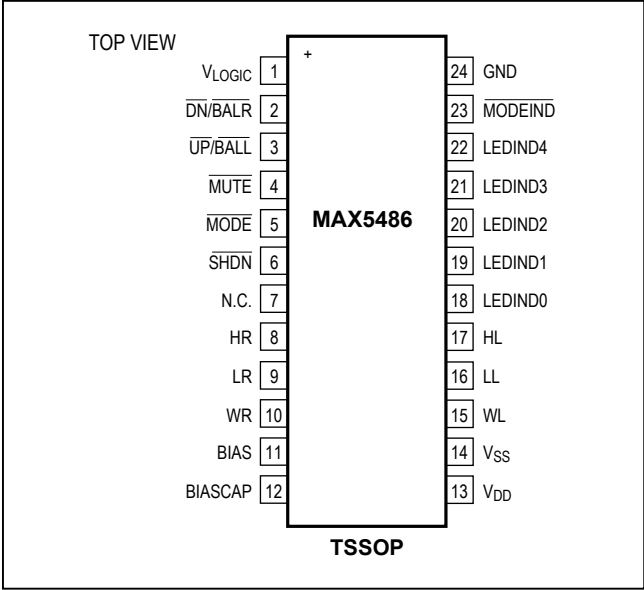 TOP VIEW
+
VLOGIC 1
DN/BALR 2
UP/BALL 3
MUTE 4
MODE 5
SHDN 6
N.C. 7
HR 8
LR 9
WR 10
BIAS 11
BIASCAP 12
MAX5486
24 GND
23 MODEIND
22 LEDIND4
21 LEDIND3
20 LEDIND2
19 LEDIND1
18 LEDIND0
17 HL
16 LL
15 WL
14 VSS
13 VDD
TSSOP